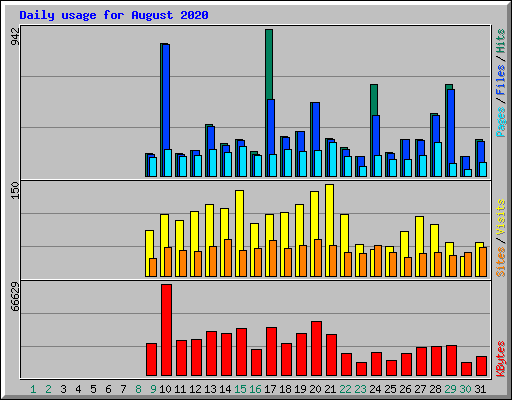 Daily usage for August 2020
942
Pages / Files / Hits
150
Sites / Visits
66629
KBytes
1 2 3 4 5 6 7 8 9 10 11 12 13 14 15 16 17 18 19 20 21 22 23 24 25 26 27 28 29 30 31